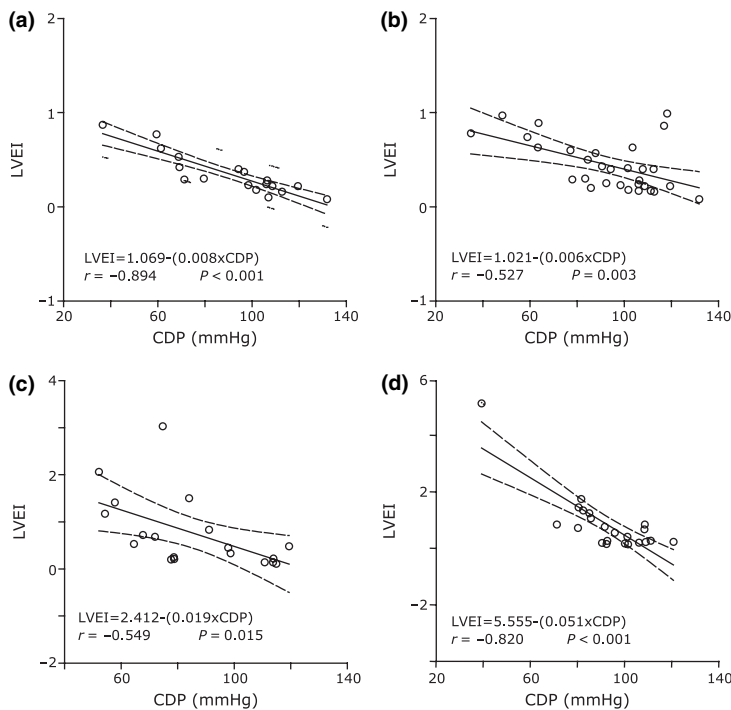 (a)
2
1
0
−1
LVEI
LVEI=1.069-(0.008xCDP)
r = −0.894 P < 0.001
20 60 100 140
CDP (mmHg)
(b)
2
1
0
−1
LVEI
LVEI=1.021-(0.006xCDP)
r = −0.527 P = 0.003
20 60 100 140
CDP (mmHg)
(c)
4
2
0
−2
LVEI
LVEI=2.412-(0.019xCDP)
r = −0.549 P = 0.015
60 100 140
CDP (mmHg)
(d)
6
2
−2
LVEI
LVEI=5.555-(0.051xCDP)
r = −0.820 P < 0.001
20 60 100 140
CDP (mmHg)